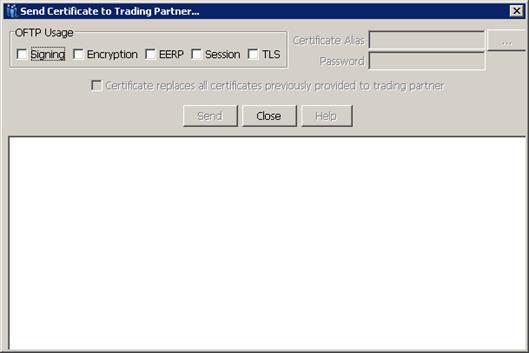 Send Certificate to Trading Partner...
OFTP Usage
Signing Encryption EERP Session TLS
Certificate Alias ...
Password
Certificate replaces all certificates previously provided to trading partner
Send Close Help